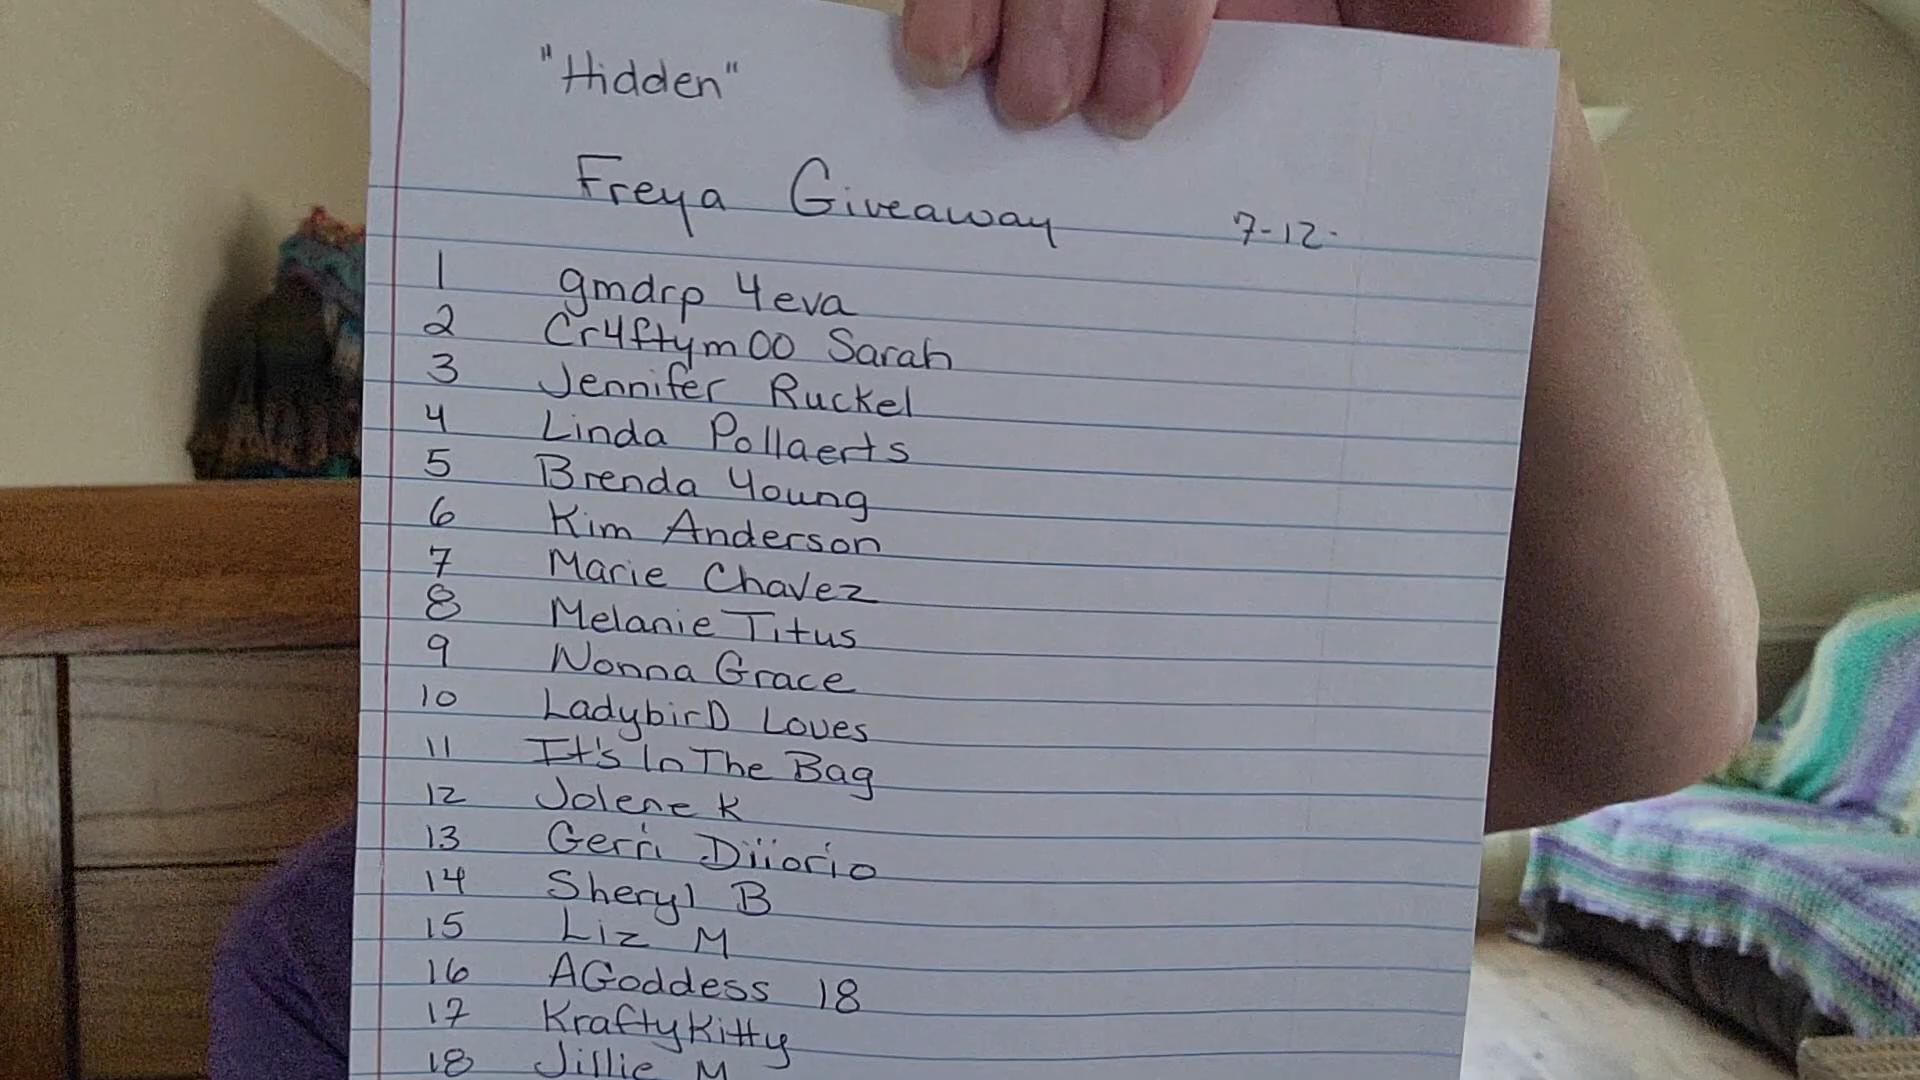 "Hidden"
Freya Giveaway 7-12.
1 gmdrp 4eva
2 Cr4ftym00 Sarah
3 Jennifer Ruckel
4 Linda Pollaerts
5 Brenda Young
6 Kim Anderson
7 Marie Chavez
8 Melanie Titus
9 Nonna Grace
10 LadybirD Loves
11 It's In The Bag
12 Jolene K
13 Gerri Diiorio
14 Sheryl B
15 Liz M
16 AGoddess 18
17 KraftyKitty
18 Jillie M